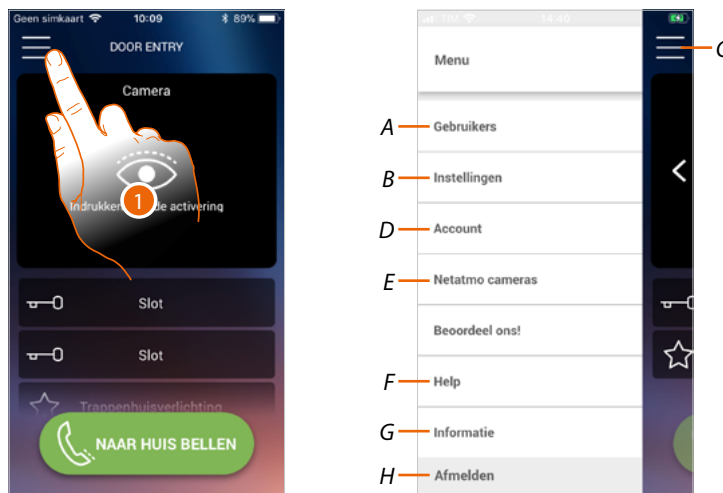 Geen simkaart 10:09 89%
DOOR ENTRY
Camera
Indrukken de activering
1
Slot
Slot
Trappenhuisverlichting
NAAR HUIS BELLEN
TIM 14:40
Menu
A Gebruikers
B Instellingen
D Account
E Netatmo cameras
Beoordeel ons!
F Help
G Informatie
H Afmelden